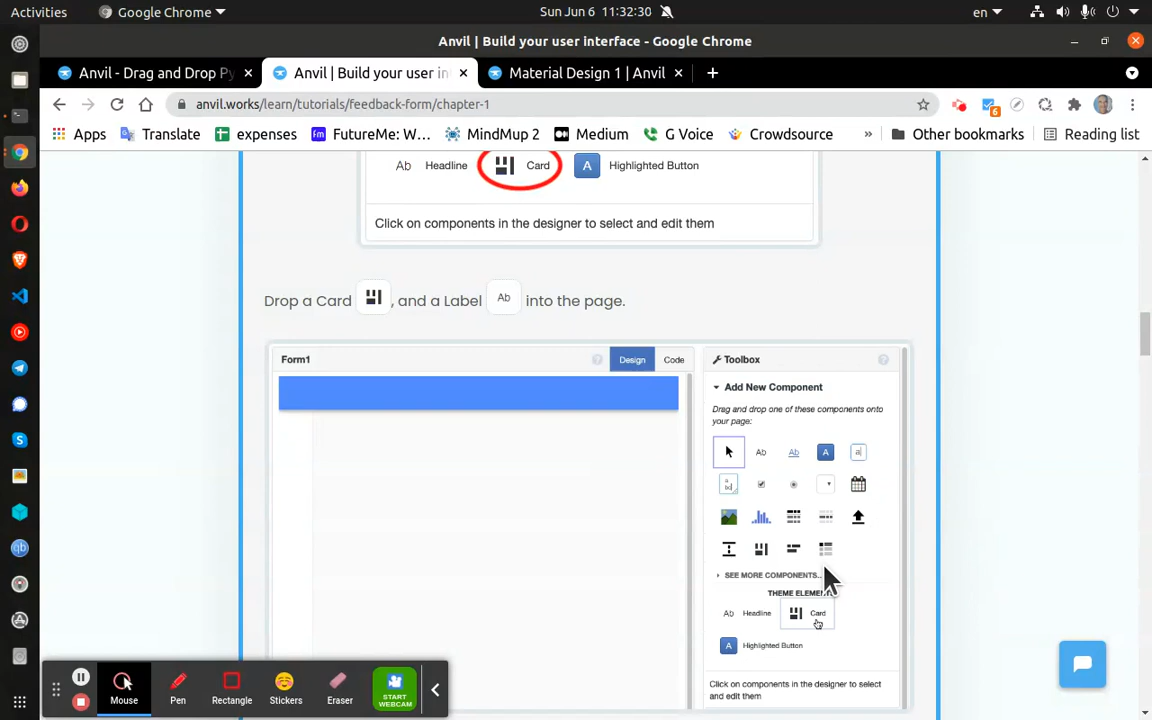 Activities
Google Chrome
Sun Jun 6 11:32:30
en
Anvil | Build your user interface - Google Chrome
Anvil - Drag and Drop Py
Anvil | Build your user in
Material Design 1 | Anvil
anvil.works/learn/tutorials/feedback-form/chapter-1
6
Apps
Translate
expenses
FutureMe: W...
MindMup 2
Medium
G Voice
Crowdsource
»
Other bookmarks
Reading list
Ab Headline Card A Highlighted Button
Click on components in the designer to select and edit them
Drop a Card , and a Label Ab into the page.
Form1
Design
Code
Toolbox
Add New Component
Drag and drop one of these components onto
your page:
Ab Ab A a
SEE MORE COMPONENTS...
THEME ELEMEN
Ab Headline Card
A Highlighted Button
Click on components in the designer to select
and edit them
Mouse
Pen
Rectangle
Stickers
Eraser
START
WEBCAM